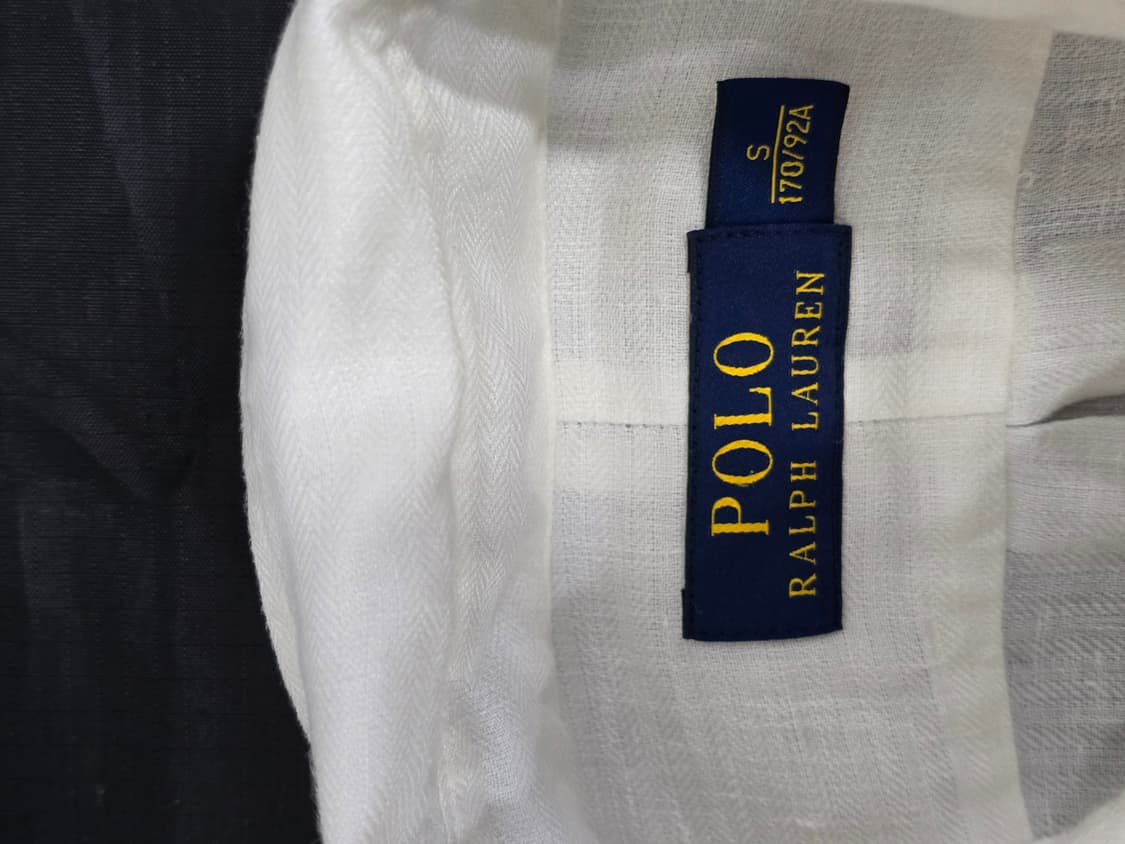 POLO
RALPH LAUREN
S
170/92A